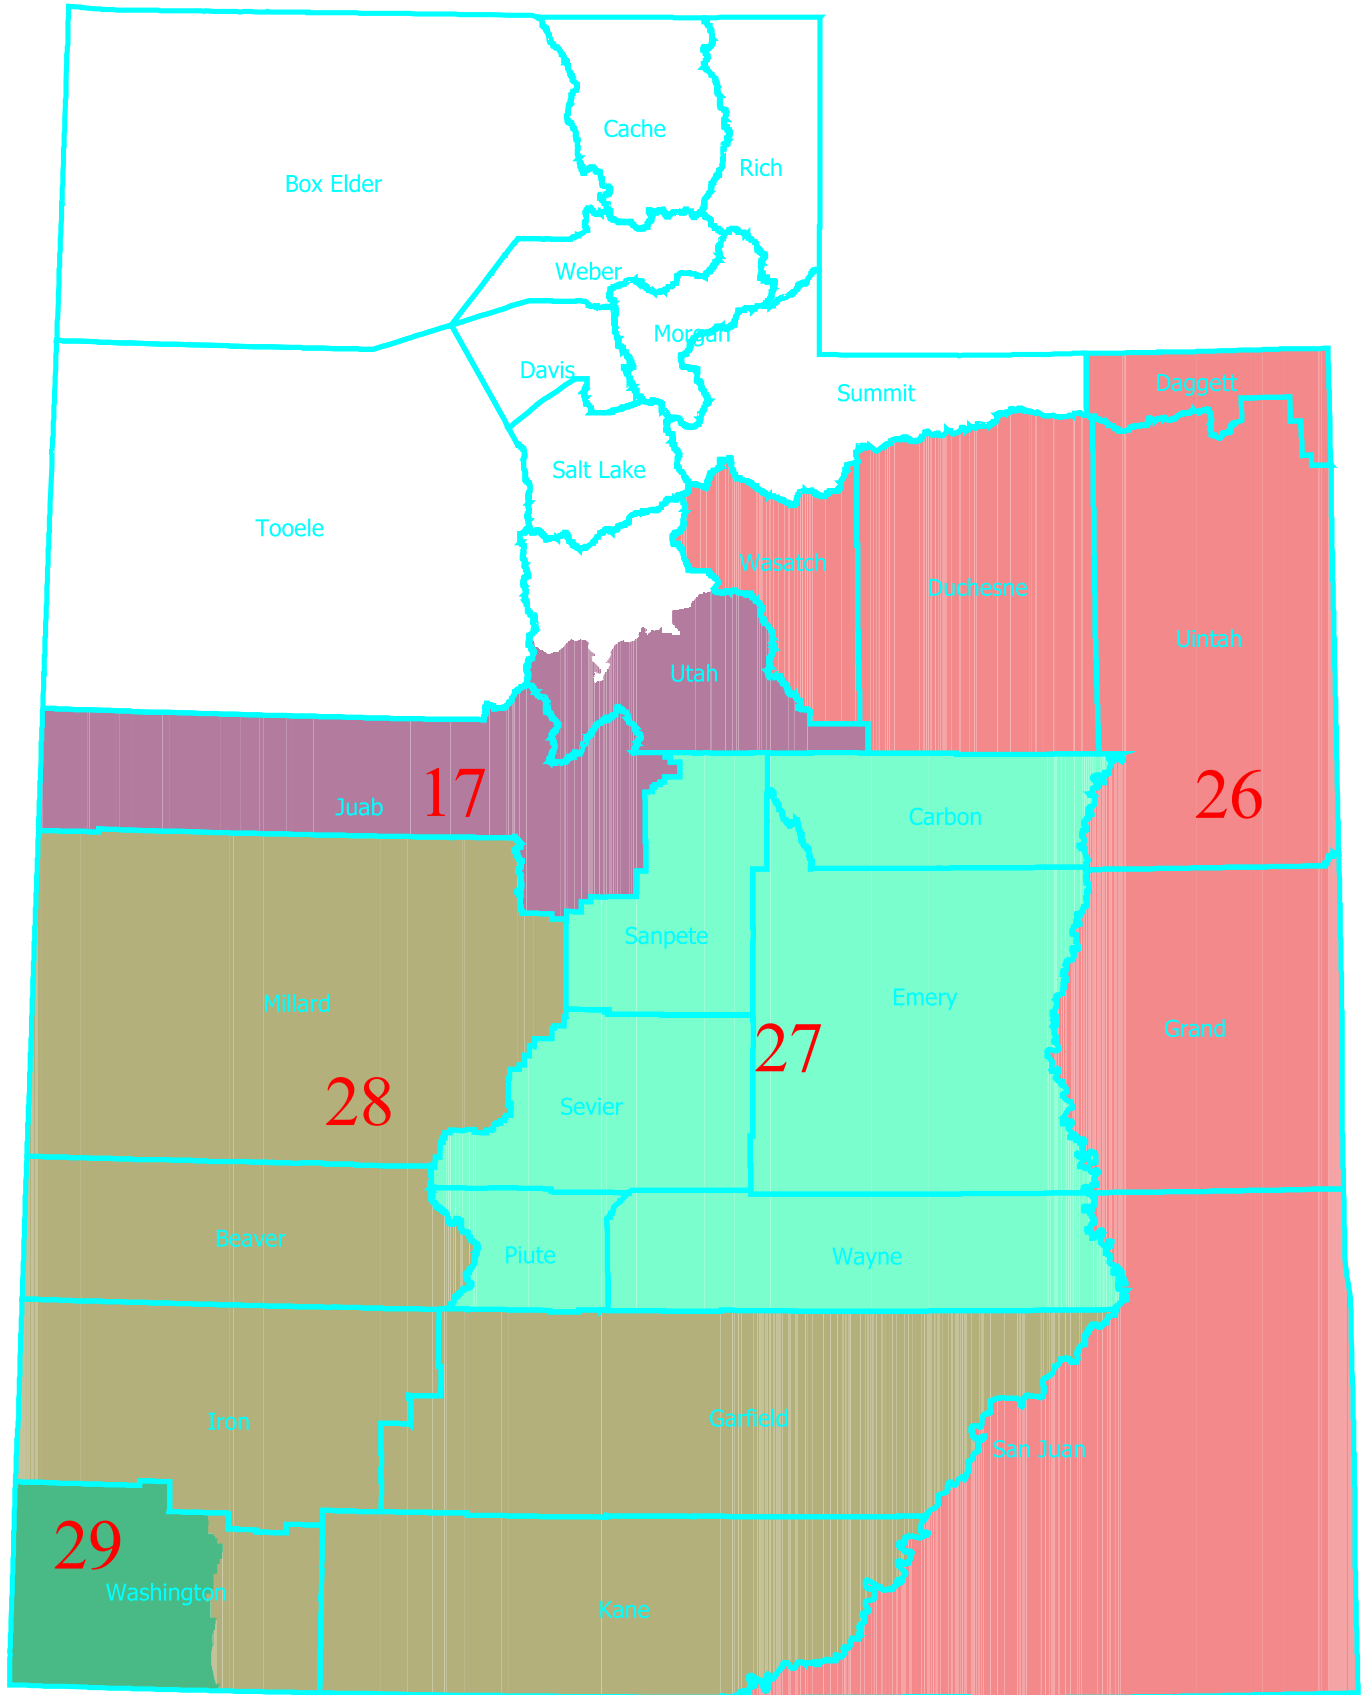 Cache
Rich
Box Elder
Weber
Morgan
Davis
Daggett
Summit
Salt Lake
Tooele
Wasatch
Duchesne
Uintah
Utah
17
26
Juab
Carbon
Sanpete
Millard
Emery
Grand
27
28
Sevier
Beaver
Piute
Wayne
Iron
Garfield
San Juan
29
Washington
Kane